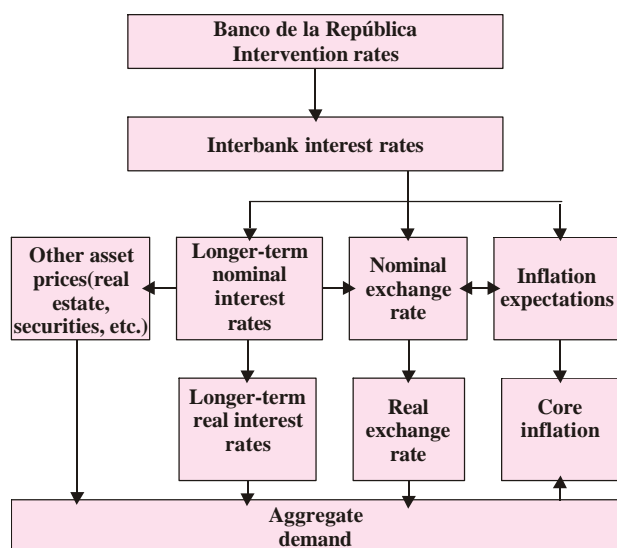 Banco de la República
Intervention rates
Interbank interest rates
Other asset
prices(real
estate,
securities, etc.)
Longer-term
nominal
interest
rates
Nominal
exchange
rate
Inflation
expectations
Longer-term
real interest
rates
Real
exchange
rate
Core
inflation
Aggregate
demand